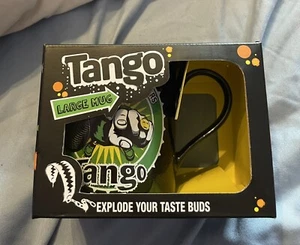 Tango
LARGE MUG
Tango
EXPLODE YOUR TASTE BUDS